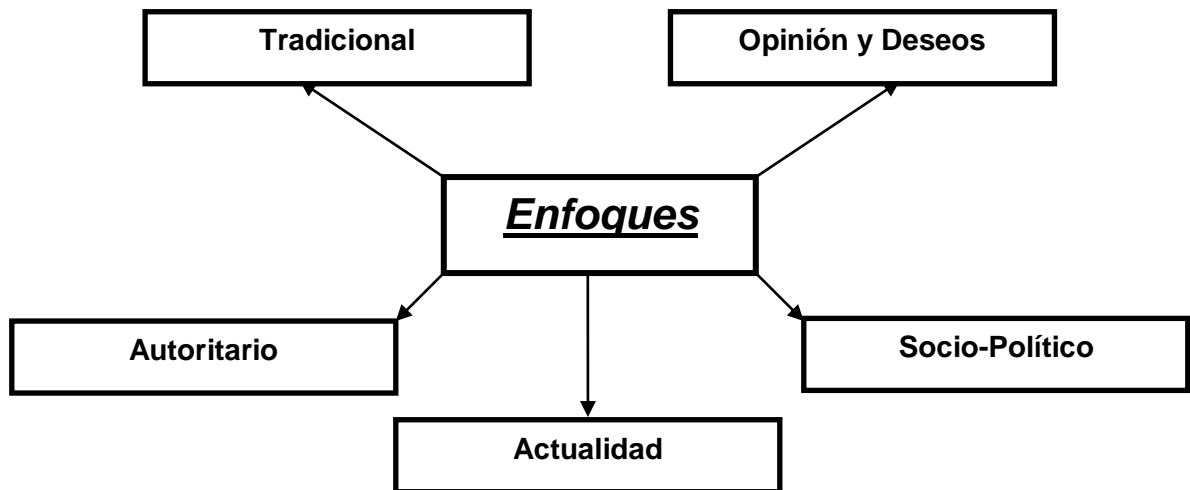 Tradicional
Opinión y Deseos
Enfoques
Autoritario
Socio-Político
Actualidad